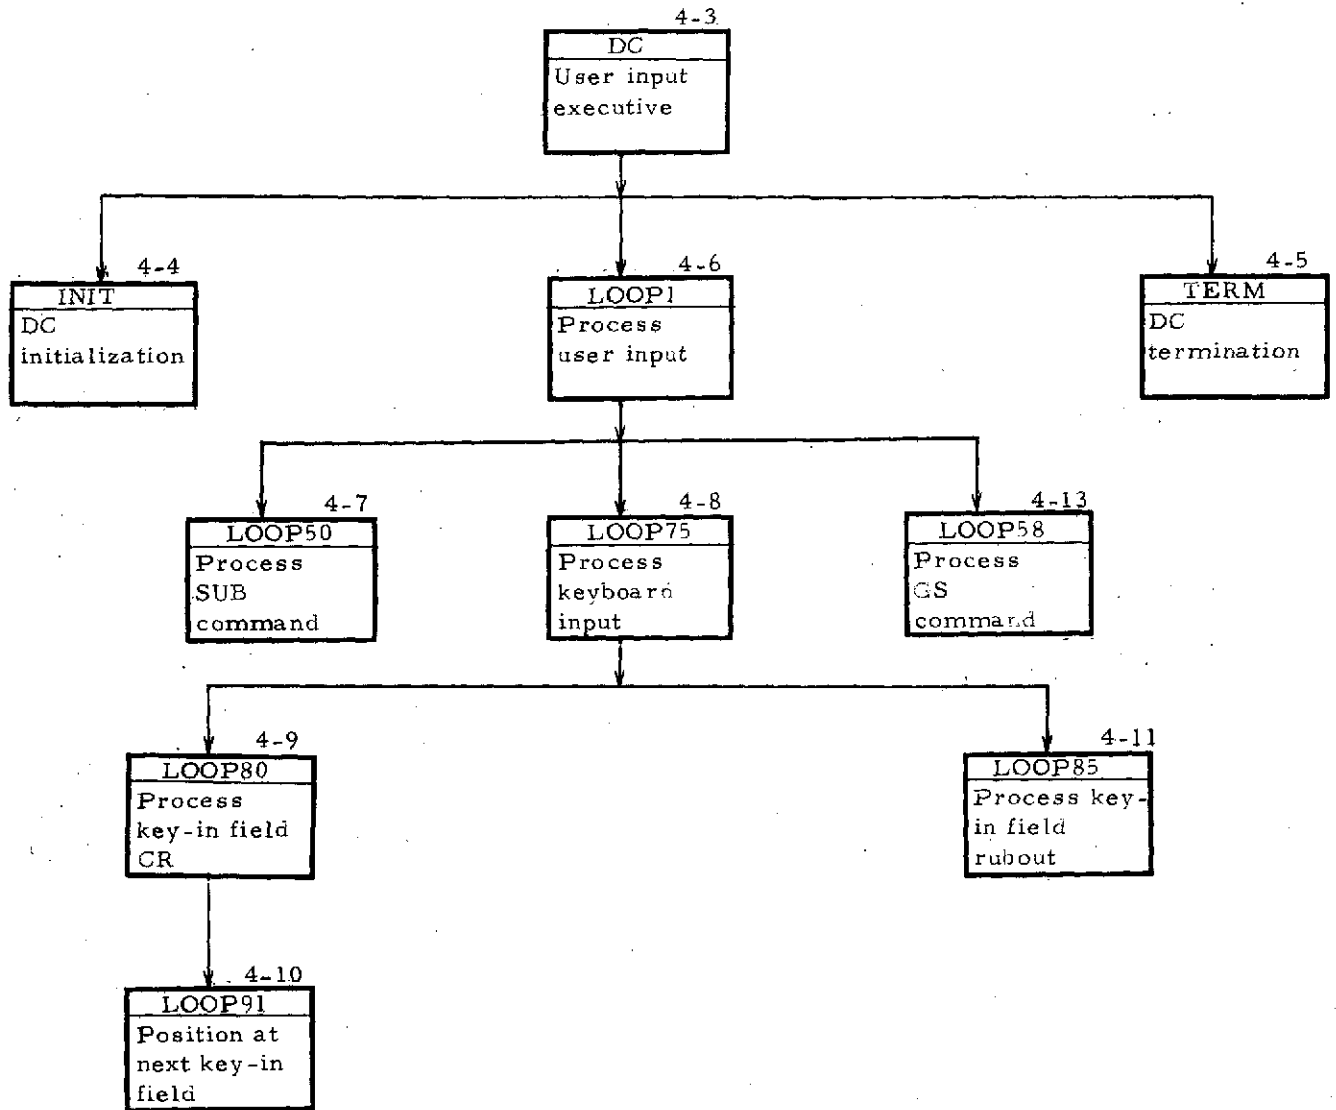 4-3
DC
User input
executive
4-4
INIT
DC
initialization
4-6
LOOP1
Process
user input
4-5
TERM
DC
termination
4-7
LOOP50
Process
SUB
command
4-8
LOOP75
Process
keyboard
input
4-13
LOOP58
Process
GS
command
4-9
LOOP80
Process
key-in field
CR
4-11
LOOP85
Process key-
in field
rubout
4-10
LOOP91
Position at
next key-in
field